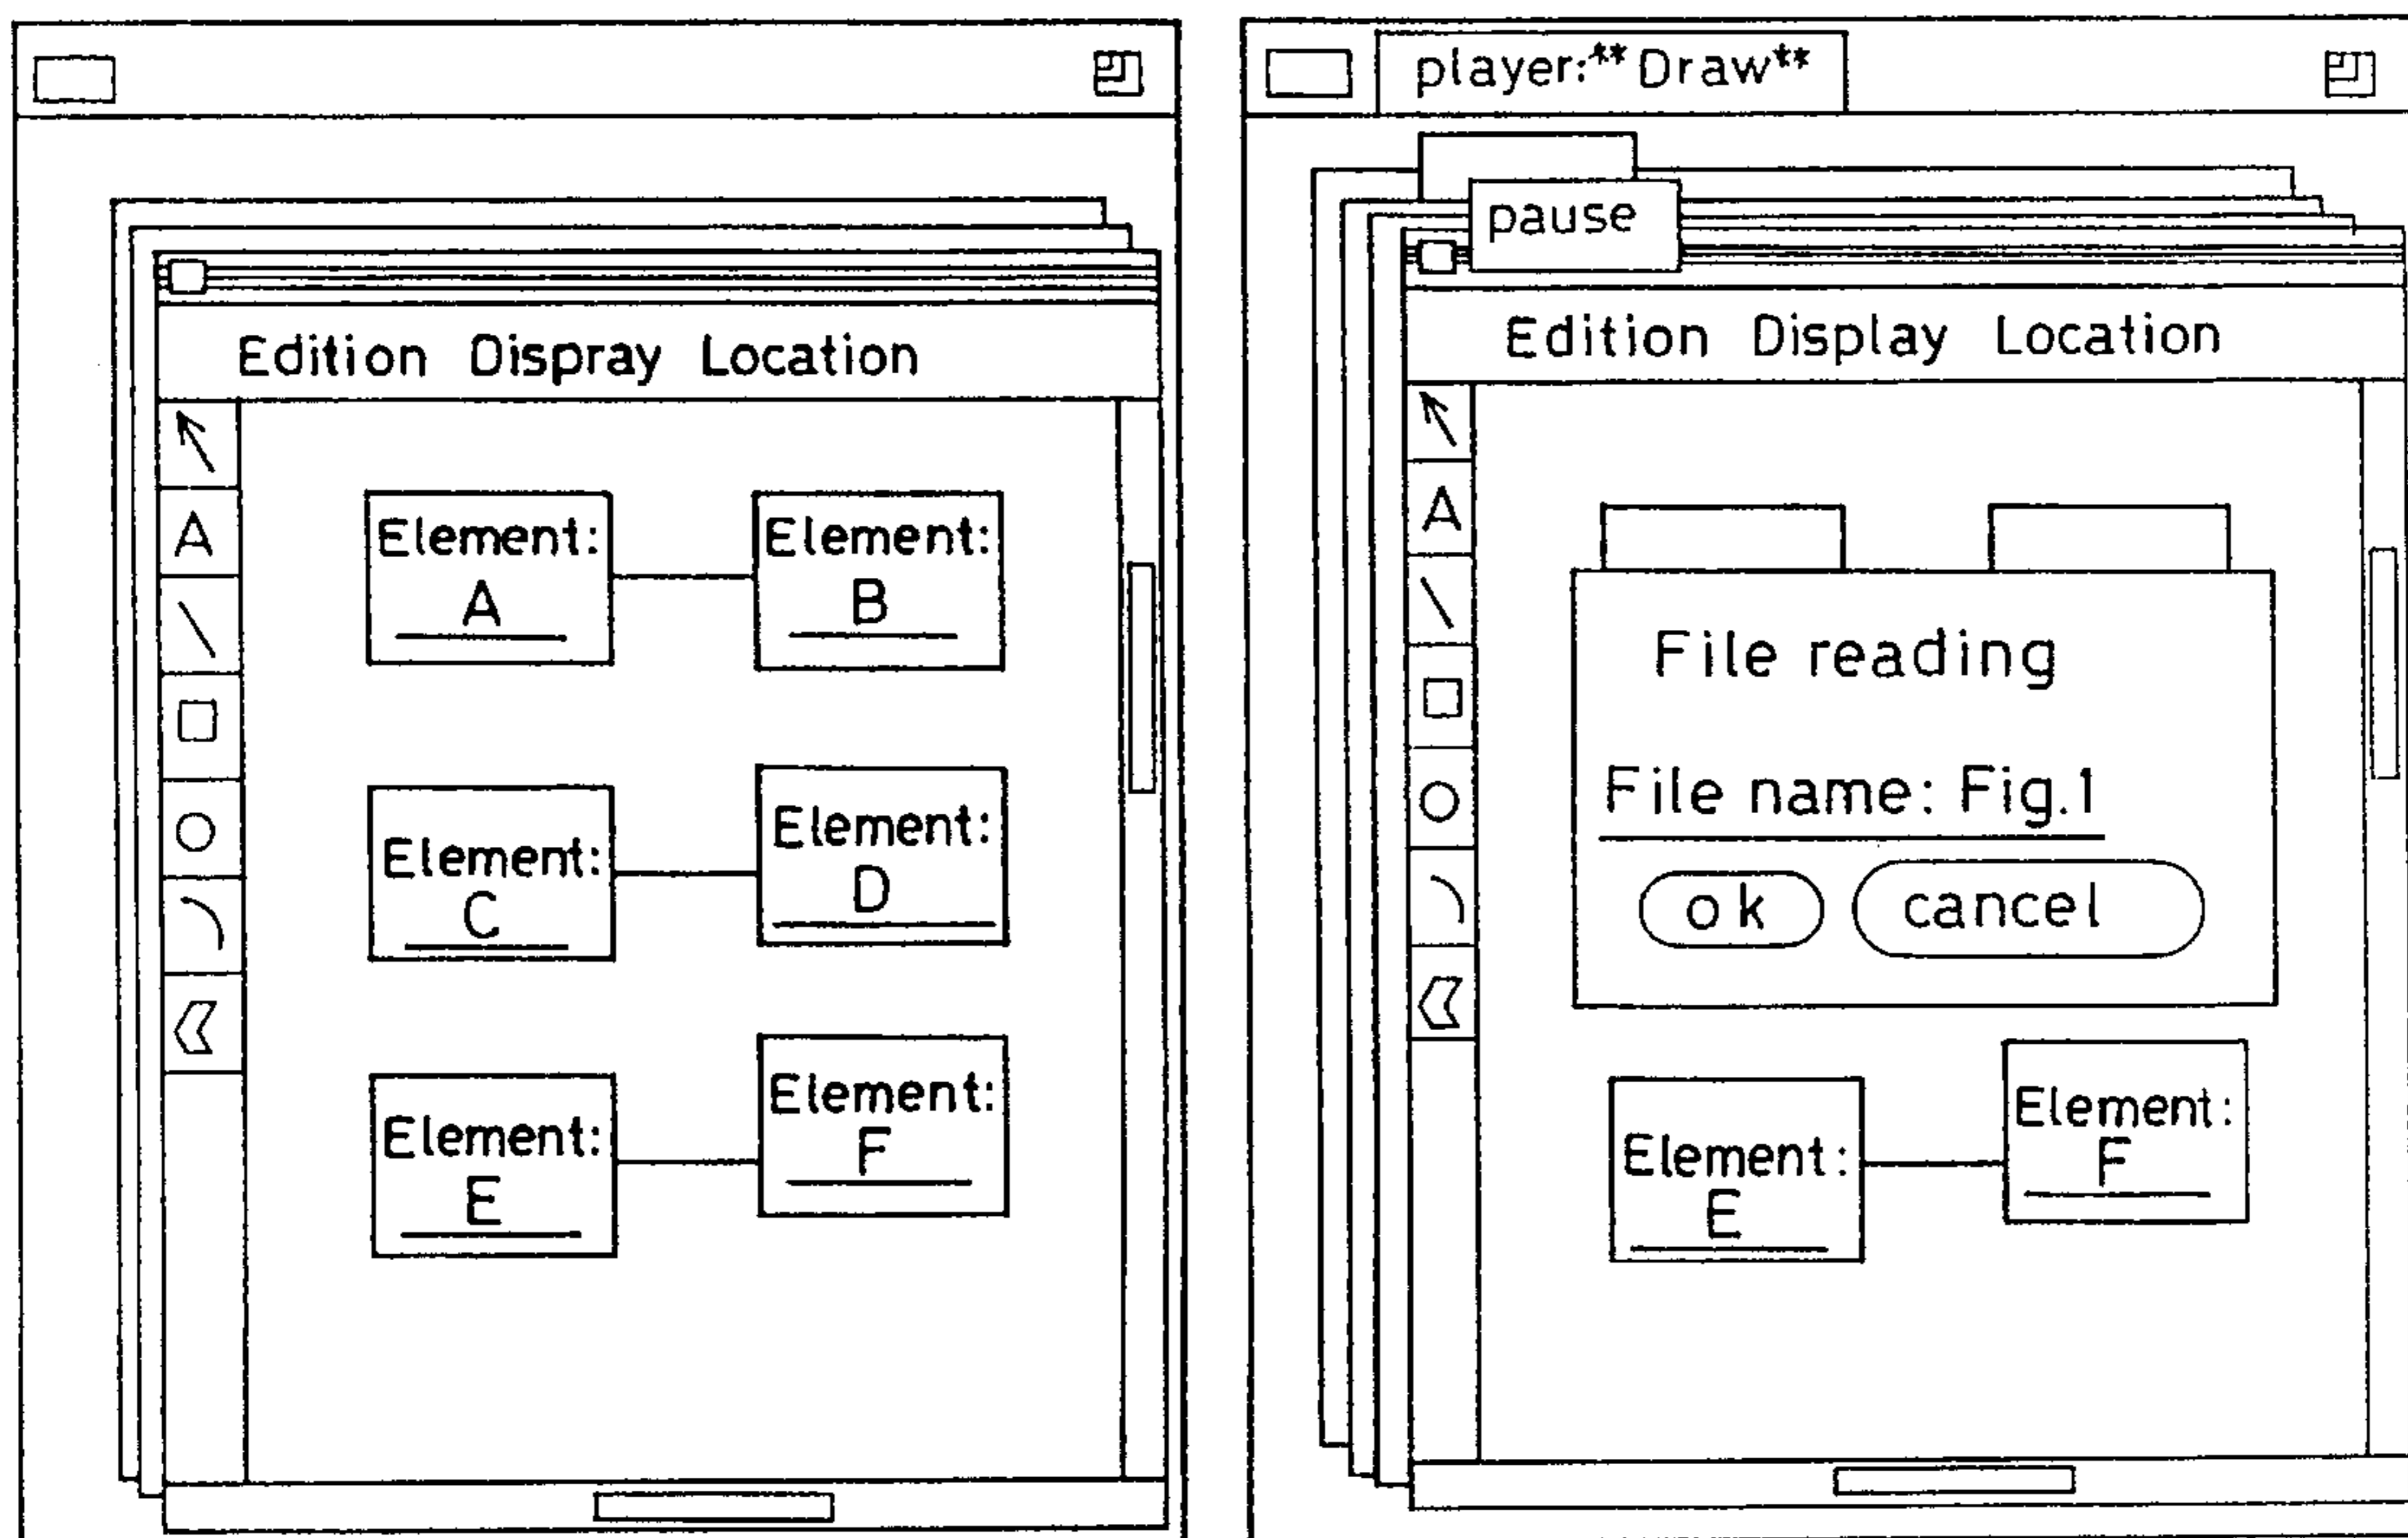 Edition Dispray Location
A
Element:
A
Element:
B
Element:
C
Element:
D
Element:
E
Element:
F
player:**Draw**
pause
Edition Display Location
A
File reading
File name: Fig.1
ok cancel
Element:
E
Element:
F